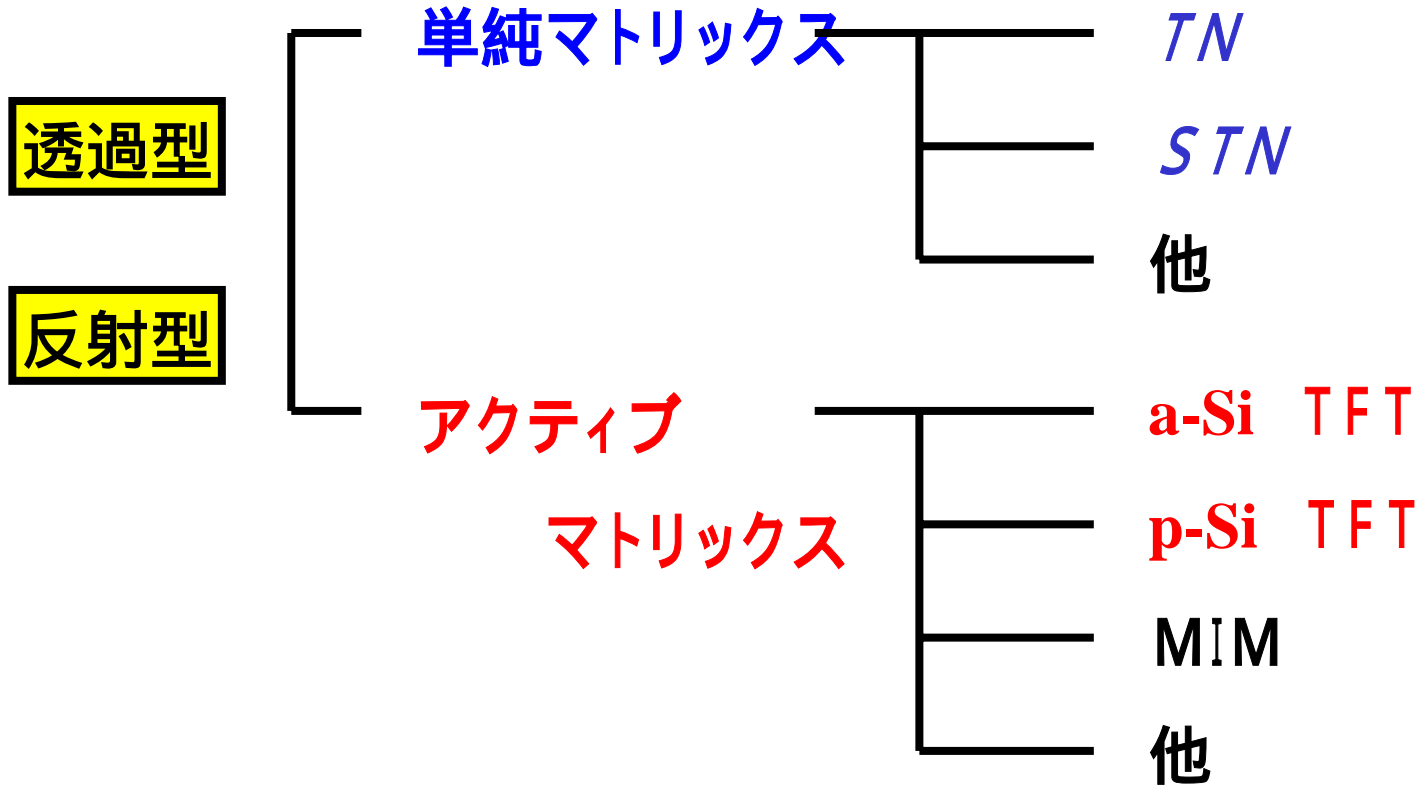 単純マトリックス
TN
STN
他
透過型
反射型
アクティブ
マトリックス
a-Si TFT
p-Si TFT
MIM
他